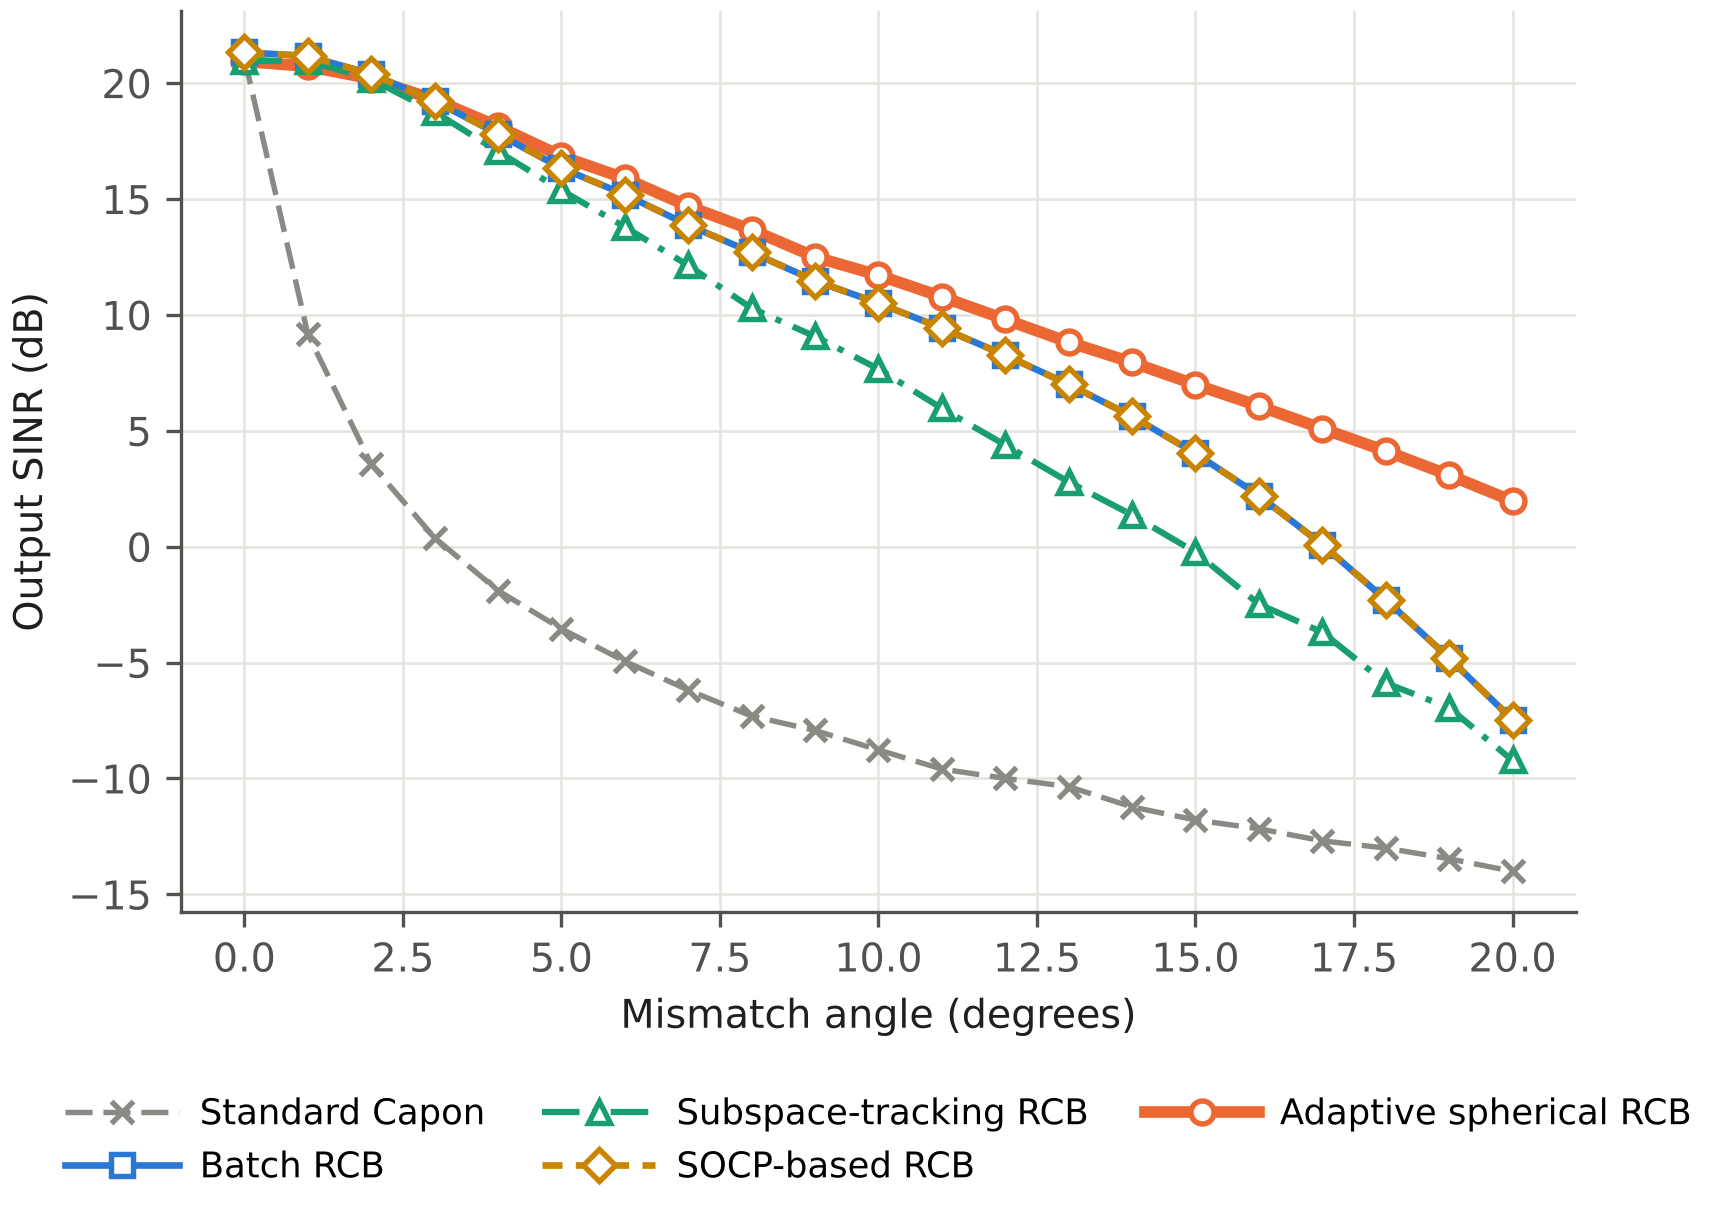 20
15
10
5
0
−5
−10
−15
Output SINR (dB)
0.0 2.5 5.0 7.5 10.0 12.5 15.0 17.5 20.0
Mismatch angle (degrees)
Standard Capon Subspace-tracking RCB Adaptive spherical RCB
Batch RCB SOCP-based RCB